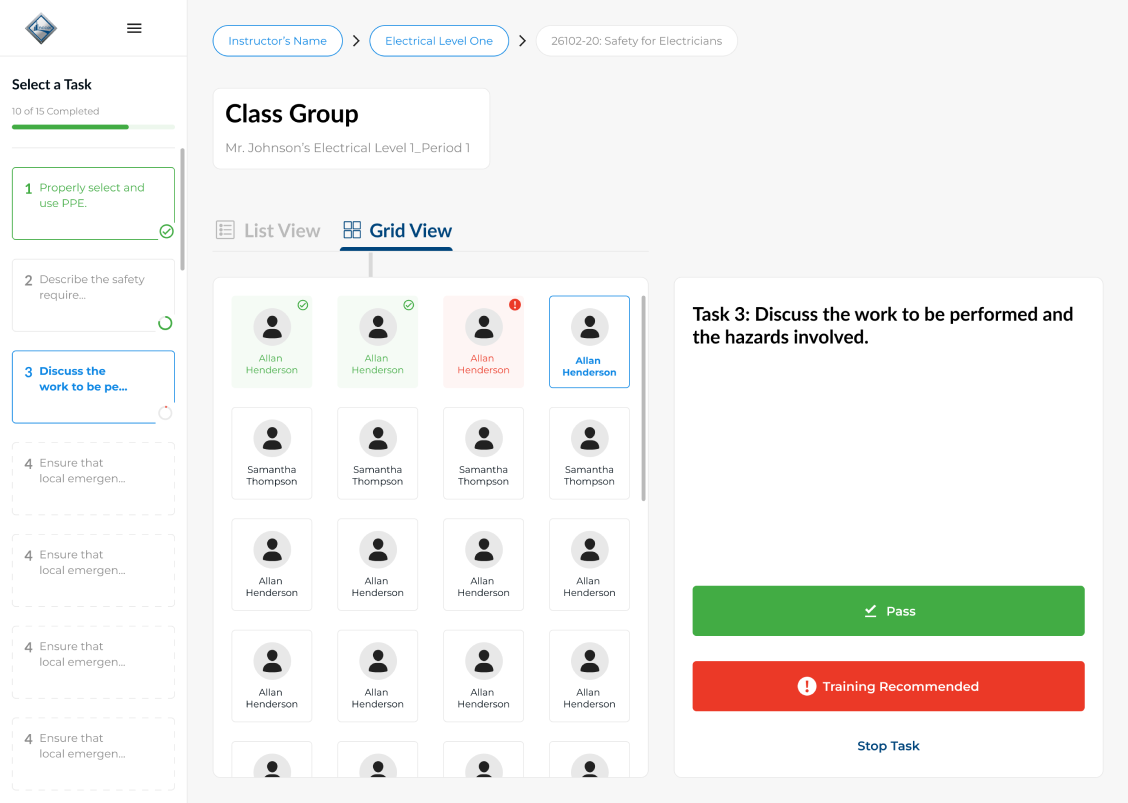 Select a Task
10 of 15 Completed
1 Properly select and
use PPE.
2 Describe the safety
require...
3 Discuss the
work to be pe...
4 Ensure that
local emergen...
4 Ensure that
local emergen...
4 Ensure that
local emergen...
4 Ensure that
local emergen...
Instructor's Name
Electrical Level One
26102-20: Safety for Electricians
Class Group
Mr. Johnson's Electrical Level 1_Period 1
List View
Grid View
Allan
Henderson
Allan
Henderson
Allan
Henderson
Allan
Henderson
Samantha
Thompson
Samantha
Thompson
Samantha
Thompson
Samantha
Thompson
Allan
Henderson
Allan
Henderson
Allan
Henderson
Allan
Henderson
Allan
Henderson
Allan
Henderson
Allan
Henderson
Allan
Henderson
Task 3: Discuss the work to be performed and
the hazards involved.
Pass
Training Recommended
Stop Task